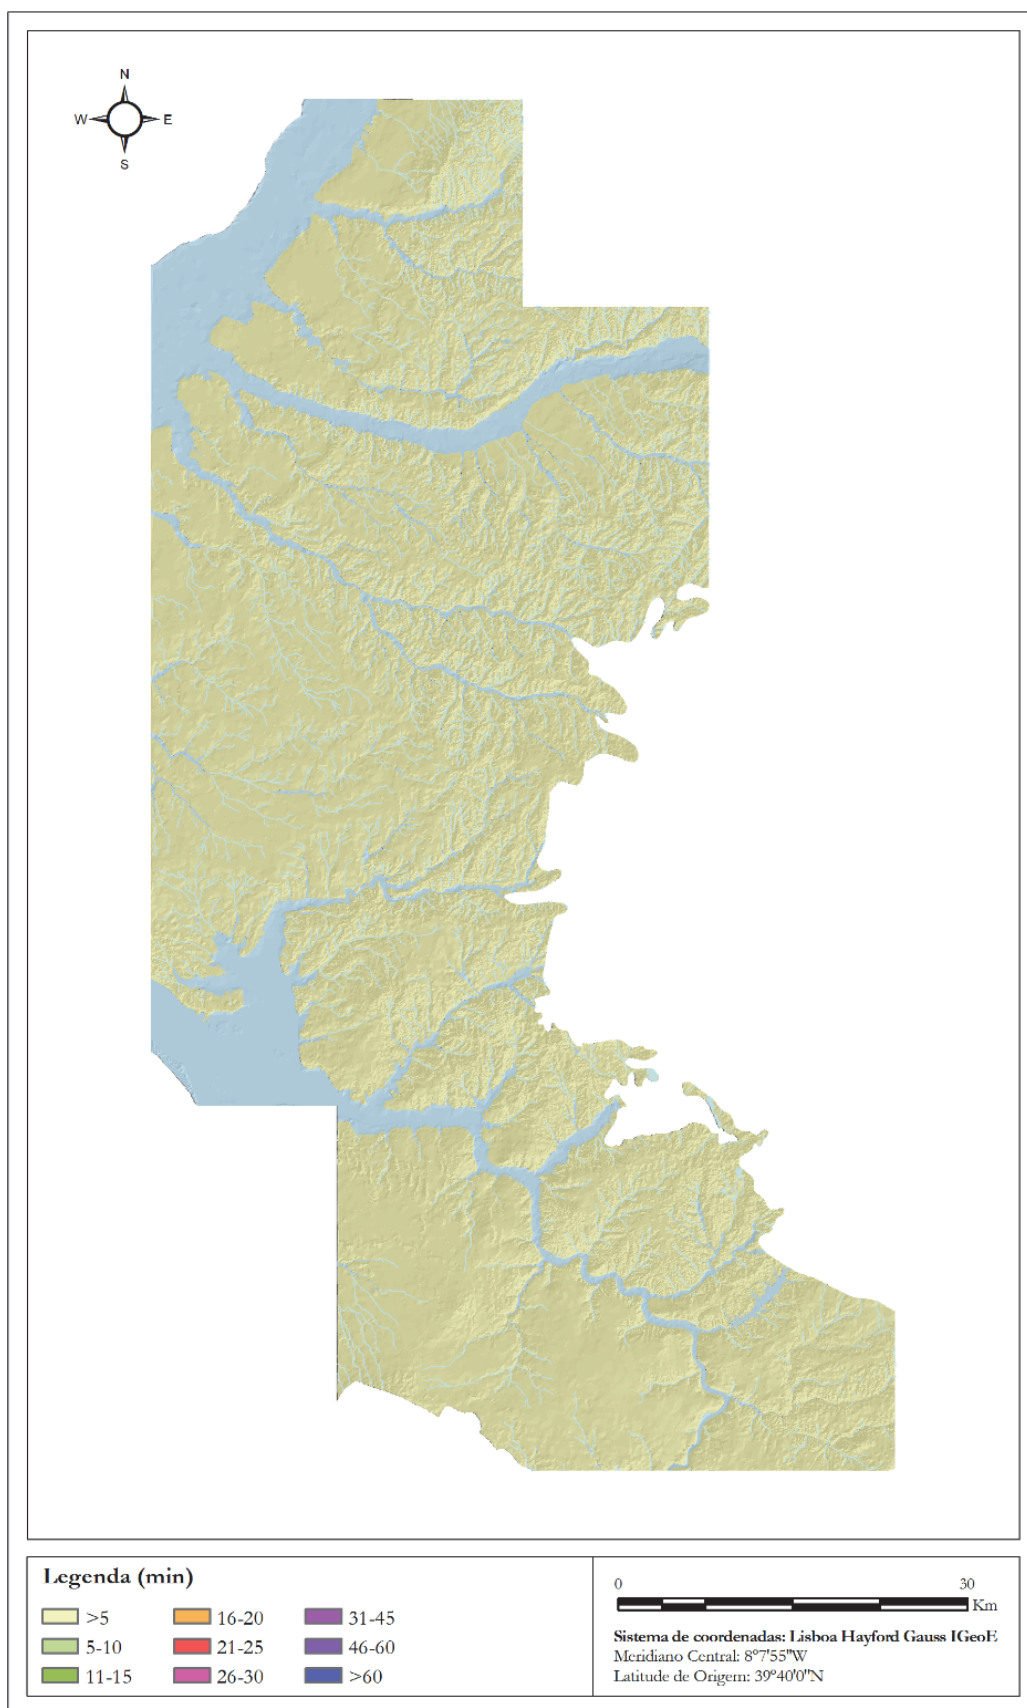 N
W E
S
Legenda (min)
>5 16-20 31-45
5-10 21-25 46-60
11-15 26-30 >60
0 30
Km
Sistema de coordenadas: Lisboa Hayford Gauss IGeoE
Meridiano Central: 8°7'55"W
Latitude de Origem: 39°40'0"N